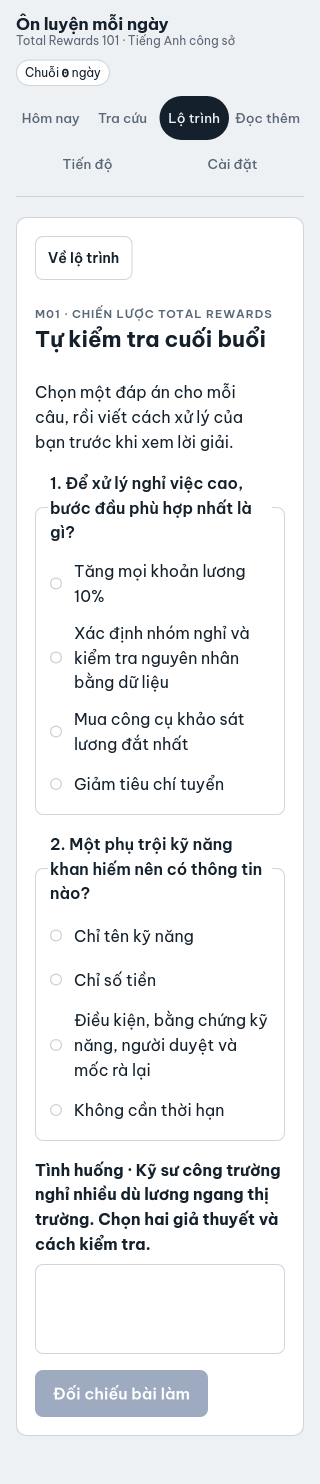 Ôn luyện mỗi ngày
Total Rewards 101 · Tiếng Anh công sở
Chuỗi 0 ngày
Hôm nay
Tra cứu
Lộ trình
Đọc thêm
Tiến độ
Cài đặt
Về lộ trình
M01 · CHIẾN LƯỢC TOTAL REWARDS
Tự kiểm tra cuối buổi
Chọn một đáp án cho mỗi
câu, rồi viết cách xử lý của
bạn trước khi xem lời giải.
1. Để xử lý nghỉ việc cao,
bước đầu phù hợp nhất là
gì?
Tăng mọi khoản lương
10%
Xác định nhóm nghỉ và
kiểm tra nguyên nhân
bằng dữ liệu
Mua công cụ khảo sát
lương đắt nhất
Giảm tiêu chí tuyển
2. Một phụ trội kỹ năng
khan hiếm nên có thông tin
nào?
Chỉ tên kỹ năng
Chỉ số tiền
Điều kiện, bằng chứng kỹ
năng, người duyệt và
mốc rà lại
Không cần thời hạn
Tình huống · Kỹ sư công trường
nghỉ nhiều dù lương ngang thị
trường. Chọn hai giả thuyết và
cách kiểm tra.
Đối chiếu bài làm